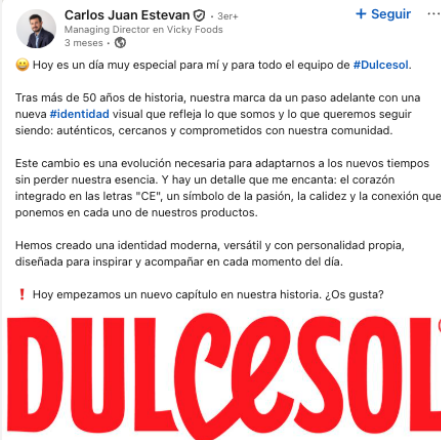 Carlos Juan Estevan · 3er+
+ Seguir ...
Managing Director en Vicky Foods
3 meses •
😄 Hoy es un día muy especial para mí y para todo el equipo de #Dulcesol.
Tras más de 50 años de historia, nuestra marca da un paso adelante con una
nueva #identidad visual que refleja lo que somos y lo que queremos seguir
siendo: auténticos, cercanos y comprometidos con nuestra comunidad.
Este cambio es una evolución necesaria para adaptarnos a los nuevos tiempos
sin perder nuestra esencia. Y hay un detalle que me encanta: el corazón
integrado en las letras "CE", un símbolo de la pasión, la calidez y la conexión que
ponemos en cada uno de nuestros productos.
Hemos creado una identidad moderna, versátil y con personalidad propia,
diseñada para inspirar y acompañar en cada momento del día.
❗ Hoy empezamos un nuevo capítulo en nuestra historia. ¿Os gusta?
DULCESOL